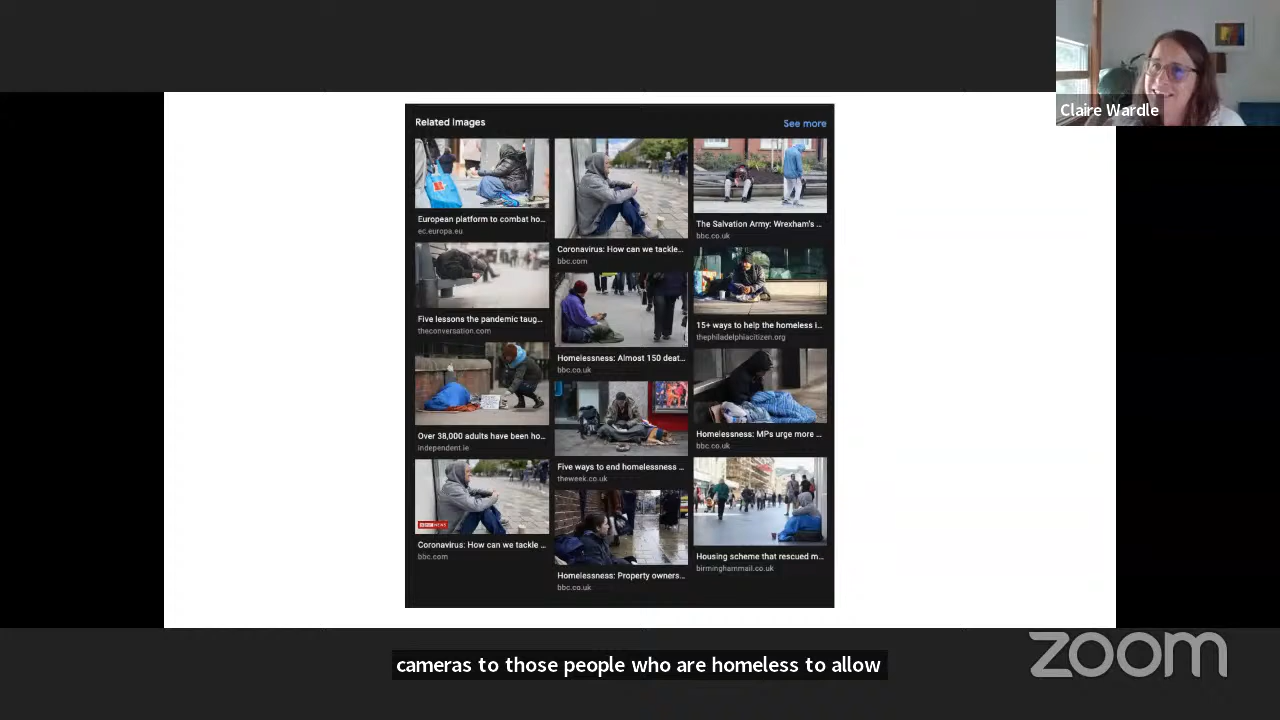 Claire Wardle
Related Images
See more
European platform to combat ho...
ec.europa.eu
Five lessons the pandemic taug...
theconversation.com
Over 38,000 adults have been ho...
independent.ie
Coronavirus: How can we tackle ...
bbc.com
Coronavirus: How can we tackle...
bbc.com
Homelessness: Almost 150 deat...
bbc.co.uk
Five ways to end homelessness ...
theweek.co.uk
Homelessness: Property owners...
bbc.co.uk
The Salvation Army: Wrexham's ...
bbc.co.uk
15+ ways to help the homeless i...
thephiladelphiacitizen.org
Homelessness: MPs urge more ...
bbc.co.uk
Housing scheme that rescued m...
birminghammail.co.uk
cameras to those people who are homeless to allow
zoom